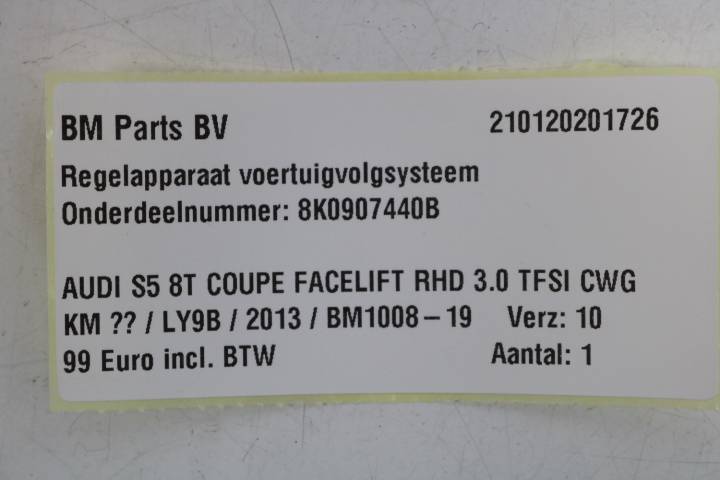 BM Parts BV 210120201726
Regelapparaat voertuigvolgsysteem
Onderdeelnummer: 8K0907440B
AUDI S5 8T COUPE FACELIFT RHD 3.0 TFSI CWG
KM ?? / LY9B / 2013 / BM1008-19 Verz: 10
99 Euro incl. BTW Aantal: 1